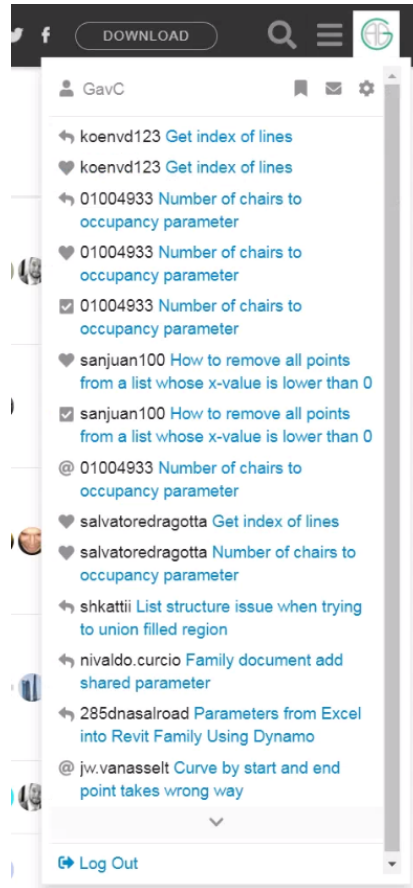 DOWNLOAD
GavC
koenvd123 Get index of lines
koenvd123 Get index of lines
01004933 Number of chairs to
occupancy parameter
01004933 Number of chairs to
occupancy parameter
01004933 Number of chairs to
occupancy parameter
sanjuan100 How to remove all points
from a list whose x-value is lower than 0
sanjuan100 How to remove all points
from a list whose x-value is lower than 0
@ 01004933 Number of chairs to
occupancy parameter
salvatoredragotta Get index of lines
salvatoredragotta Number of chairs to
occupancy parameter
shkattii List structure issue when trying
to union filled region
nivaldo.curcio Family document add
shared parameter
285dnasalroad Parameters from Excel
into Revit Family Using Dynamo
@ jw.vanasselt Curve by start and end
point takes wrong way
Log Out